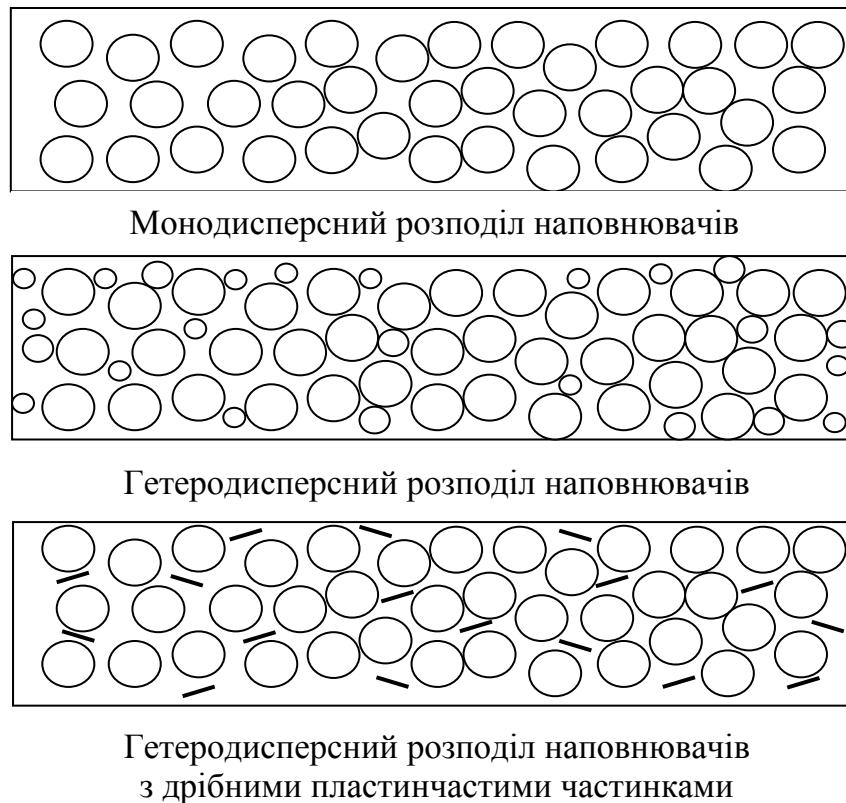 Монодисперсний розподіл наповнювачів
Гетеродисперсний розподіл наповнювачів
Гетеродисперсний розподіл наповнювачів
з дрібними пластинчастими частинками